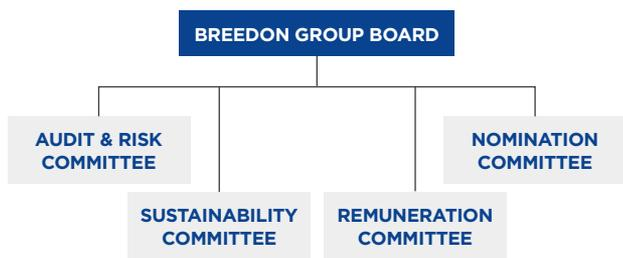 BREEDON GROUP BOARD
AUDIT & RISK
COMMITTEE
NOMINATION
COMMITTEE
SUSTAINABILITY
COMMITTEE
REMUNERATION
COMMITTEE